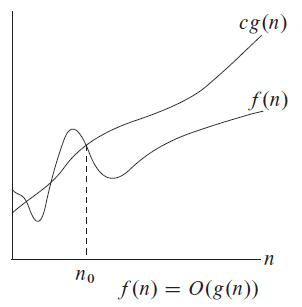 cg(n)
f(n)
n
n₀
f(n) = O(g(n))